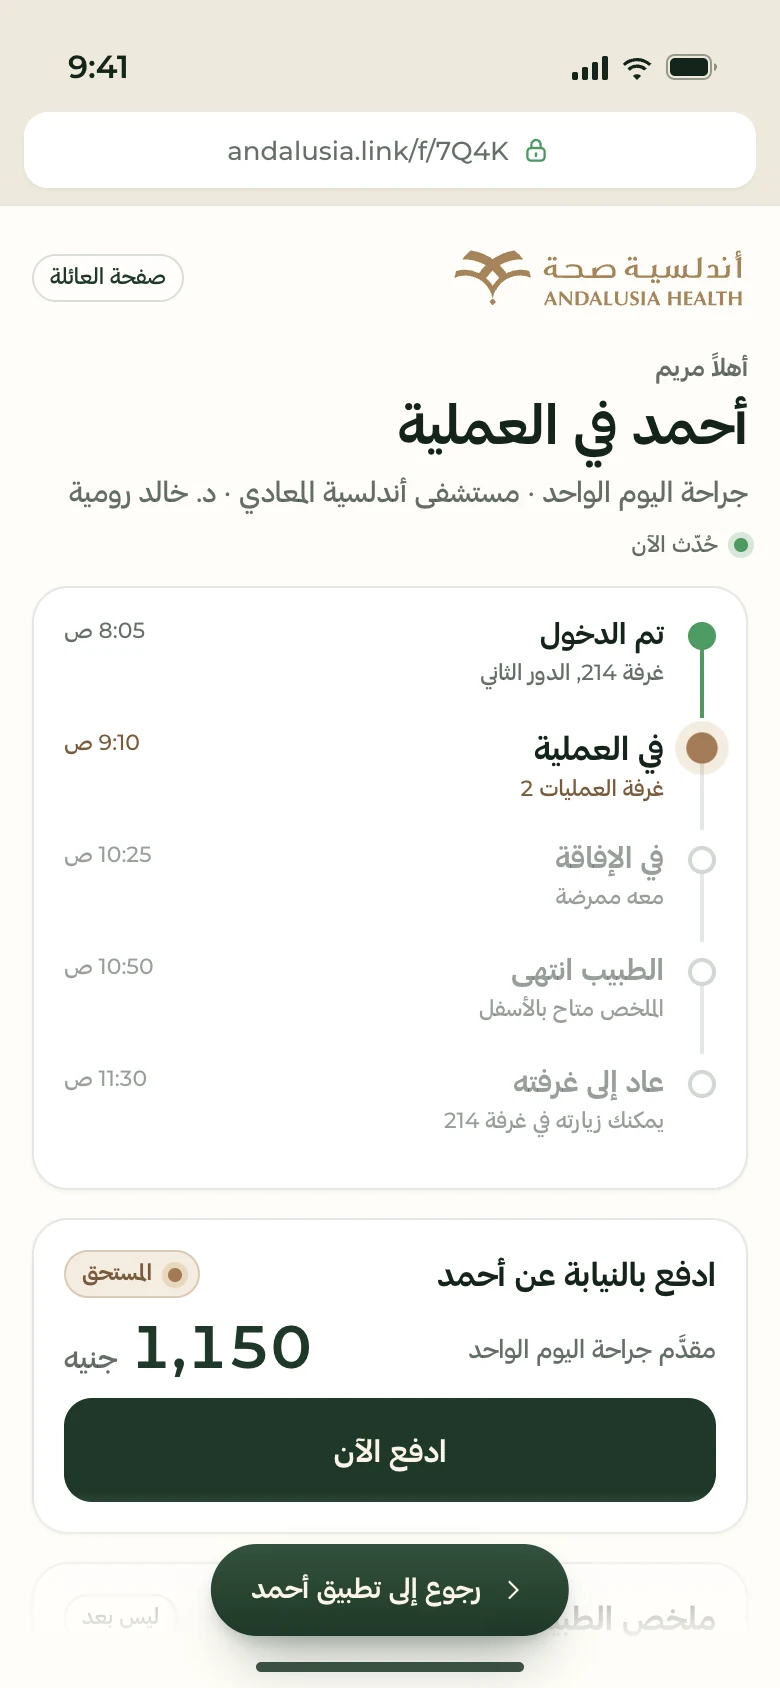 9:41
andalusia.link/f/7Q4K
أندلسية صحة
ANDALUSIA HEALTH
صفحة العائلة
أهلاً مريم
أحمد في العملية
جراحة اليوم الواحد · مستشفى أندلسية المعادي · د. خالد رومية
حُدّث الآن
تم الدخول
8:05 ص
غرفة 214, الدور الثاني
في العملية
9:10 ص
غرفة العمليات 2
في الإفاقة
10:25 ص
معه ممرضة
الطبيب انتهى
10:50 ص
الملخص متاح بالأسفل
عاد إلى غرفته
11:30 ص
يمكنك زيارته في غرفة 214
ادفع بالنيابة عن أحمد
المستحق
مقدَّم جراحة اليوم الواحد
1,150 جنيه
ادفع الآن
ملخص
ليس بعد
رجوع إلى تطبيق أحمد